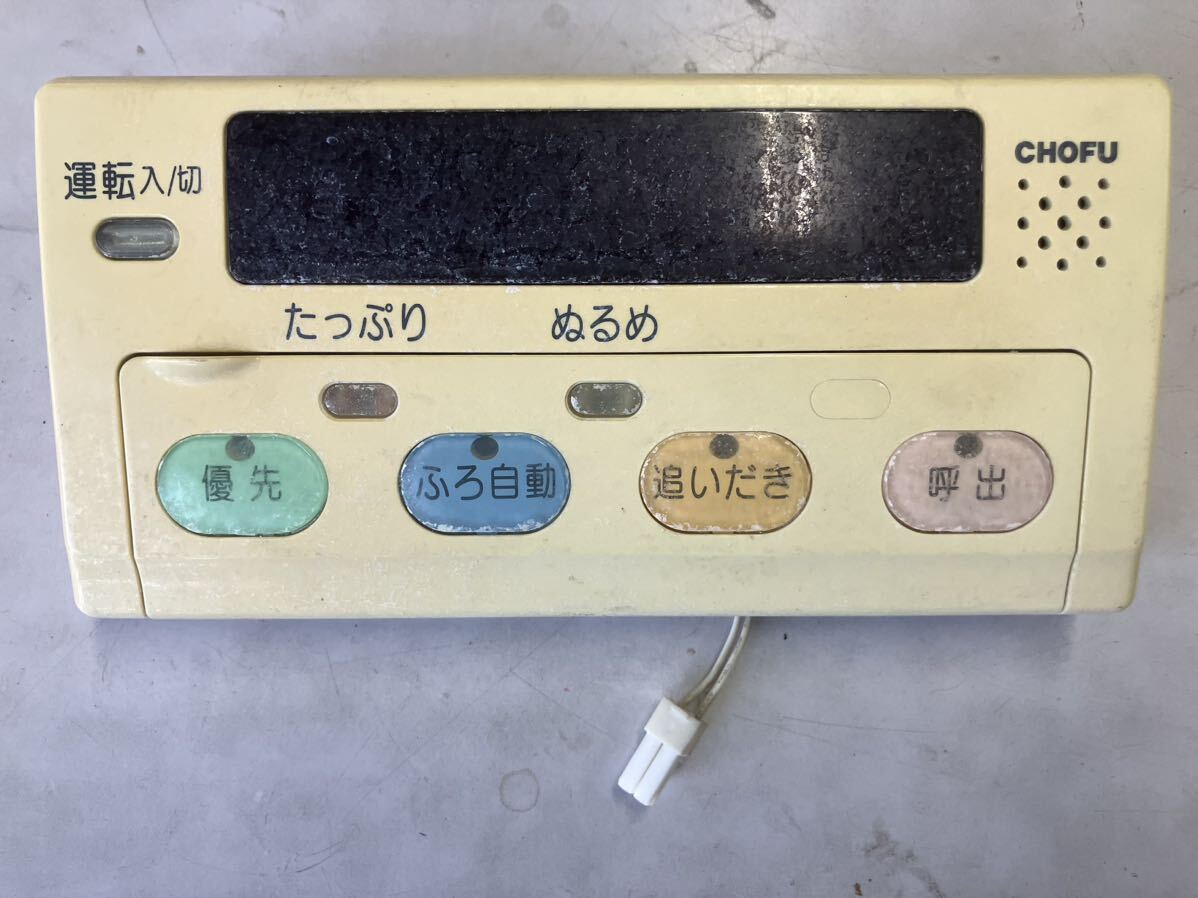 CHOFU
運転入/切
たっぷり
ぬるめ
優先
ふろ自動
追いだき
呼出